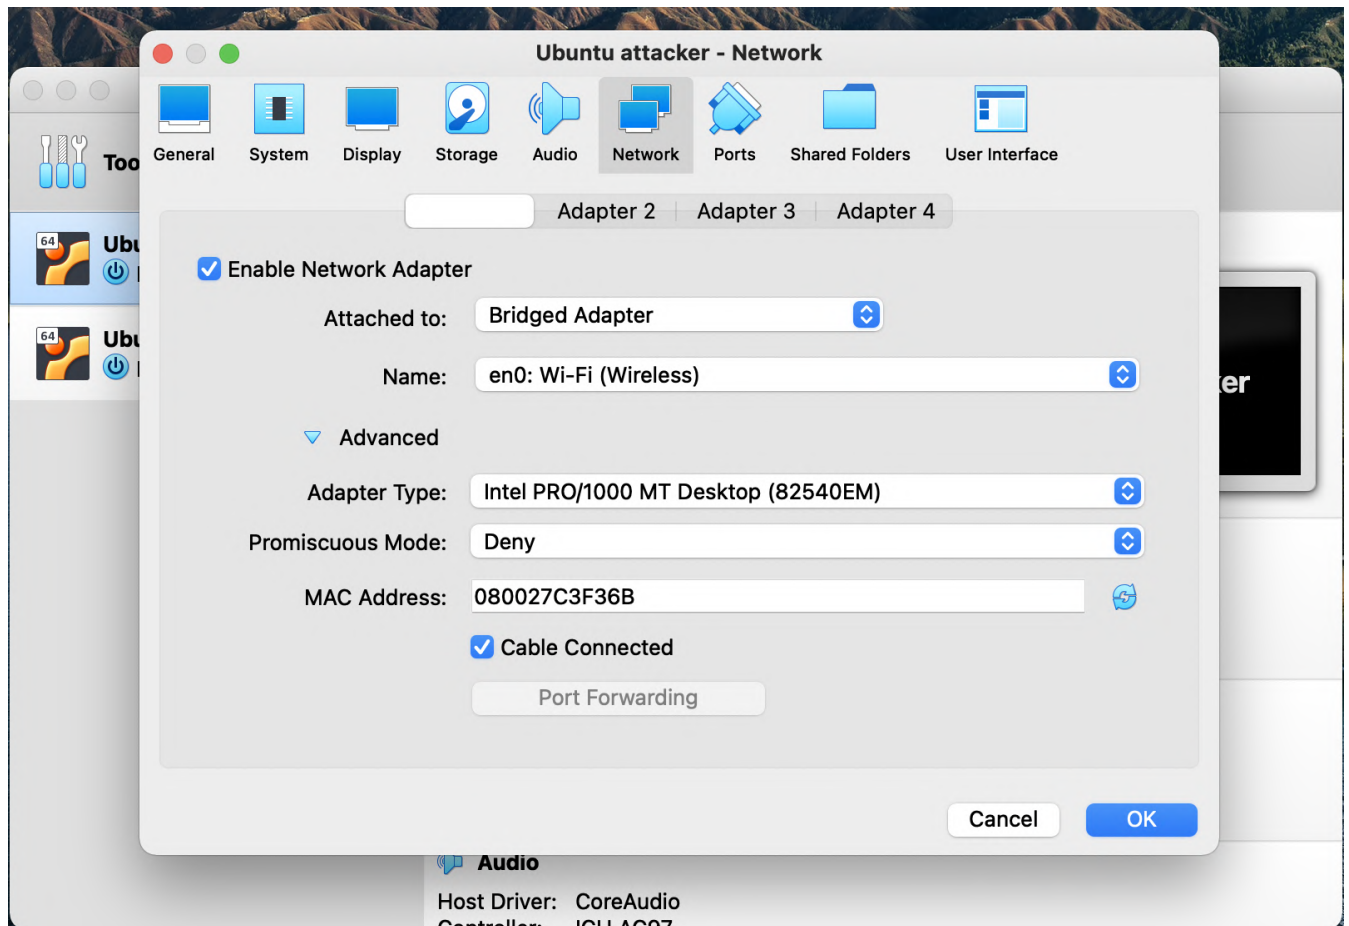 Ubuntu attacker - Network
General System Display Storage Audio Network Ports Shared Folders User Interface
Adapter 2 Adapter 3 Adapter 4
Enable Network Adapter
Attached to: Bridged Adapter
Name: en0: Wi-Fi (Wireless)
Advanced
Adapter Type: Intel PRO/1000 MT Desktop (82540EM)
Promiscuous Mode: Deny
MAC Address: 080027C3F36B
Cable Connected
Port Forwarding
Cancel OK
Too
64 Ubu
64 Ubu
ker
Audio
Host Driver: CoreAudio